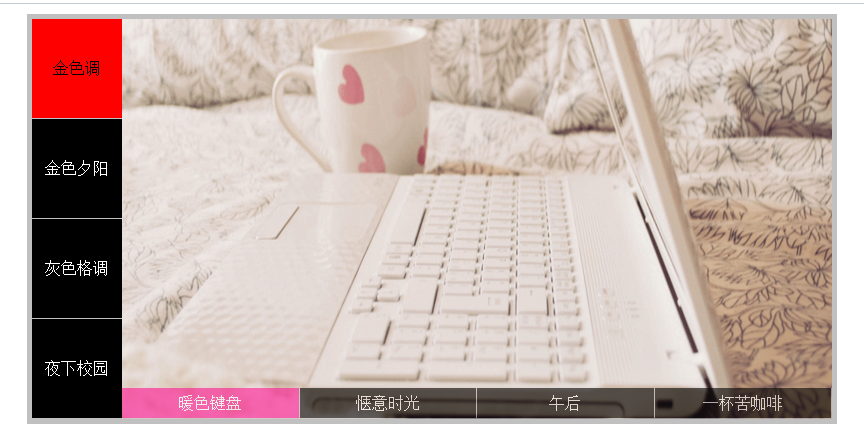 金色调
金色夕阳
灰色格调
夜下校园
暖色键盘
惬意时光
午后
一杯苦咖啡